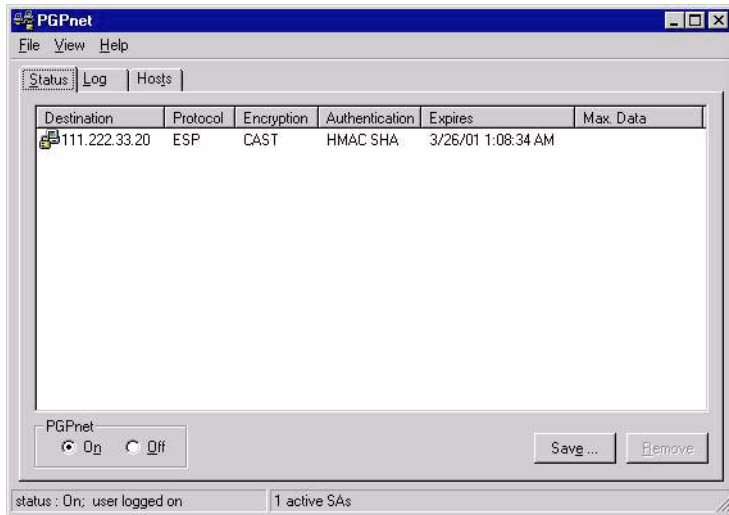 PGPnet
File View Help
Status Log Hosts
Destination Protocol Encryption Authentication Expires Max. Data
111.222.33.20 ESP CAST HMAC SHA 3/26/01 1:08:34 AM
PGPnet
On Off
Save ... Remove
status : On; user logged on 1 active SAs